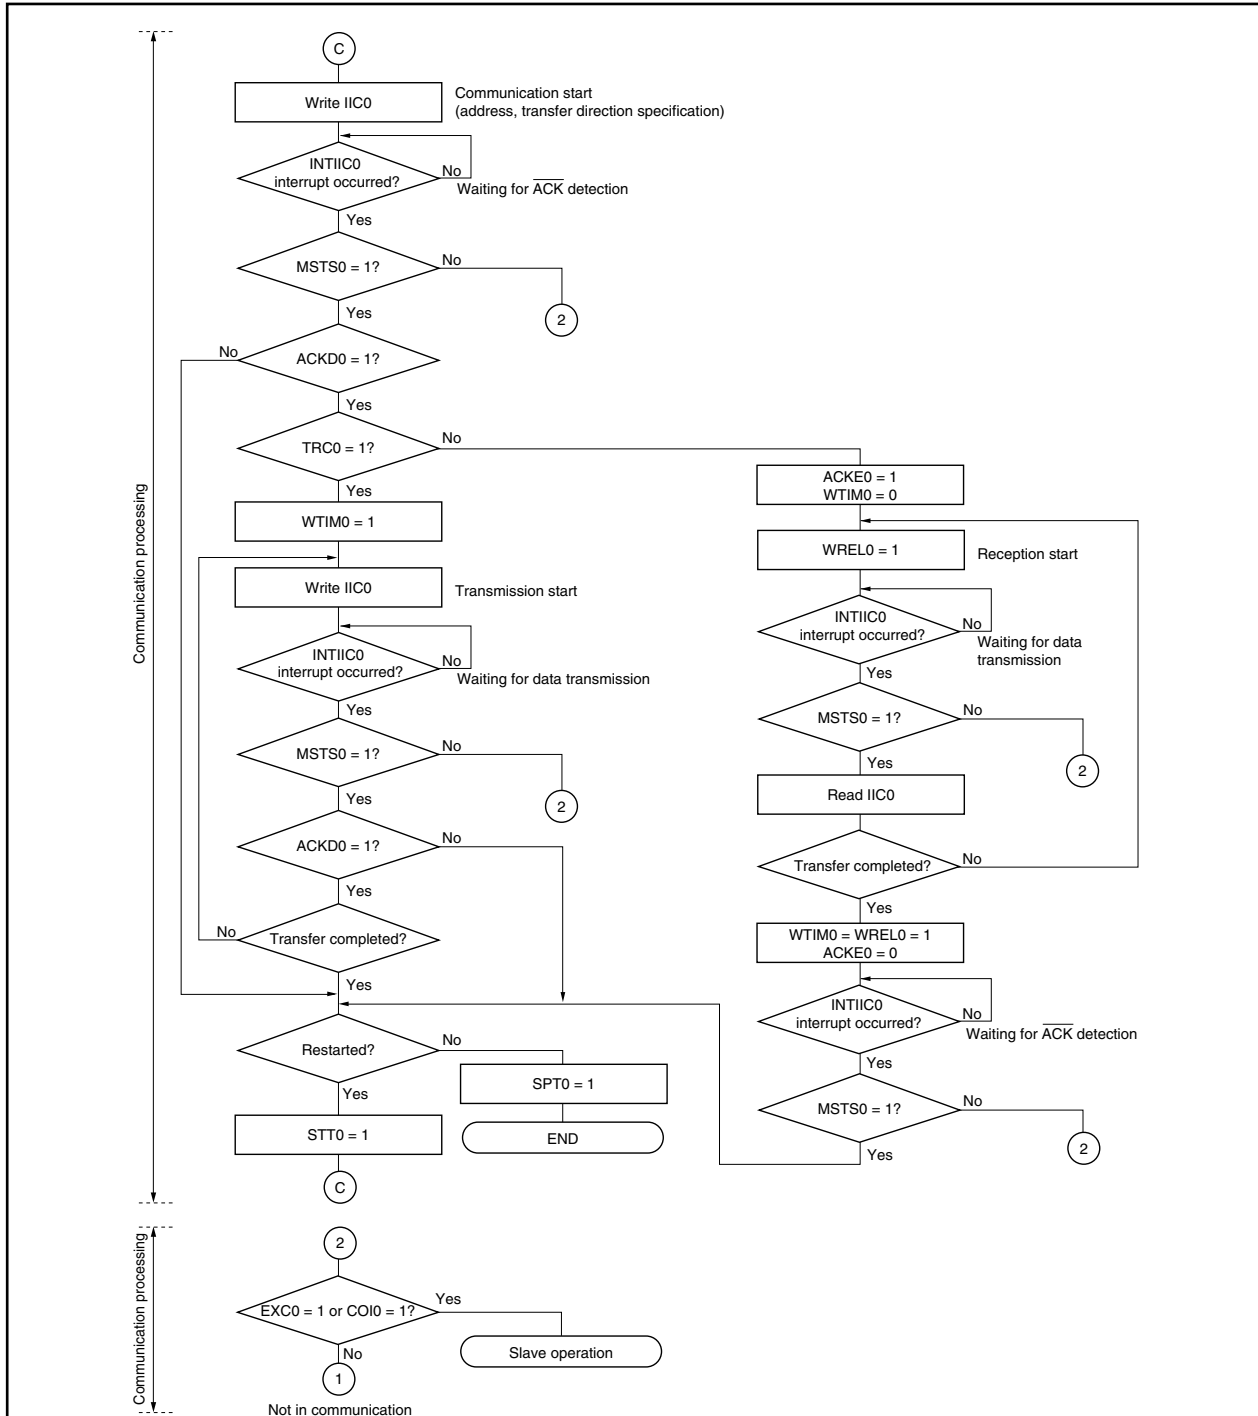 C
Write IIC0
Communication start
(address, transfer direction specification)
INTIIC0
interrupt occurred?
No
Waiting for ACK detection
Yes
MSTS0 = 1?
No
2
Yes
ACKD0 = 1?
No
Yes
TRC0 = 1?
No
Yes
WTIM0 = 1
Write IIC0
Transmission start
INTIIC0
interrupt occurred?
No
Waiting for data transmission
Yes
MSTS0 = 1?
No
2
Yes
ACKD0 = 1?
No
Yes
Transfer completed?
No
Yes
Restarted?
No
SPT0 = 1
END
Yes
STT0 = 1
C
ACKE0 = 1
WTIM0 = 0
WREL0 = 1
Reception start
INTIIC0
interrupt occurred?
No
Waiting for data
transmission
Yes
MSTS0 = 1?
No
2
Yes
Read IIC0
Transfer completed?
No
Yes
WTIM0 = WREL0 = 1
ACKE0 = 0
INTIIC0
interrupt occurred?
No
Waiting for ACK detection
Yes
MSTS0 = 1?
No
2
Yes
Communication processing
2
EXC0 = 1 or COI0 = 1?
Yes
Slave operation
No
1
Not in communication
Communication processing